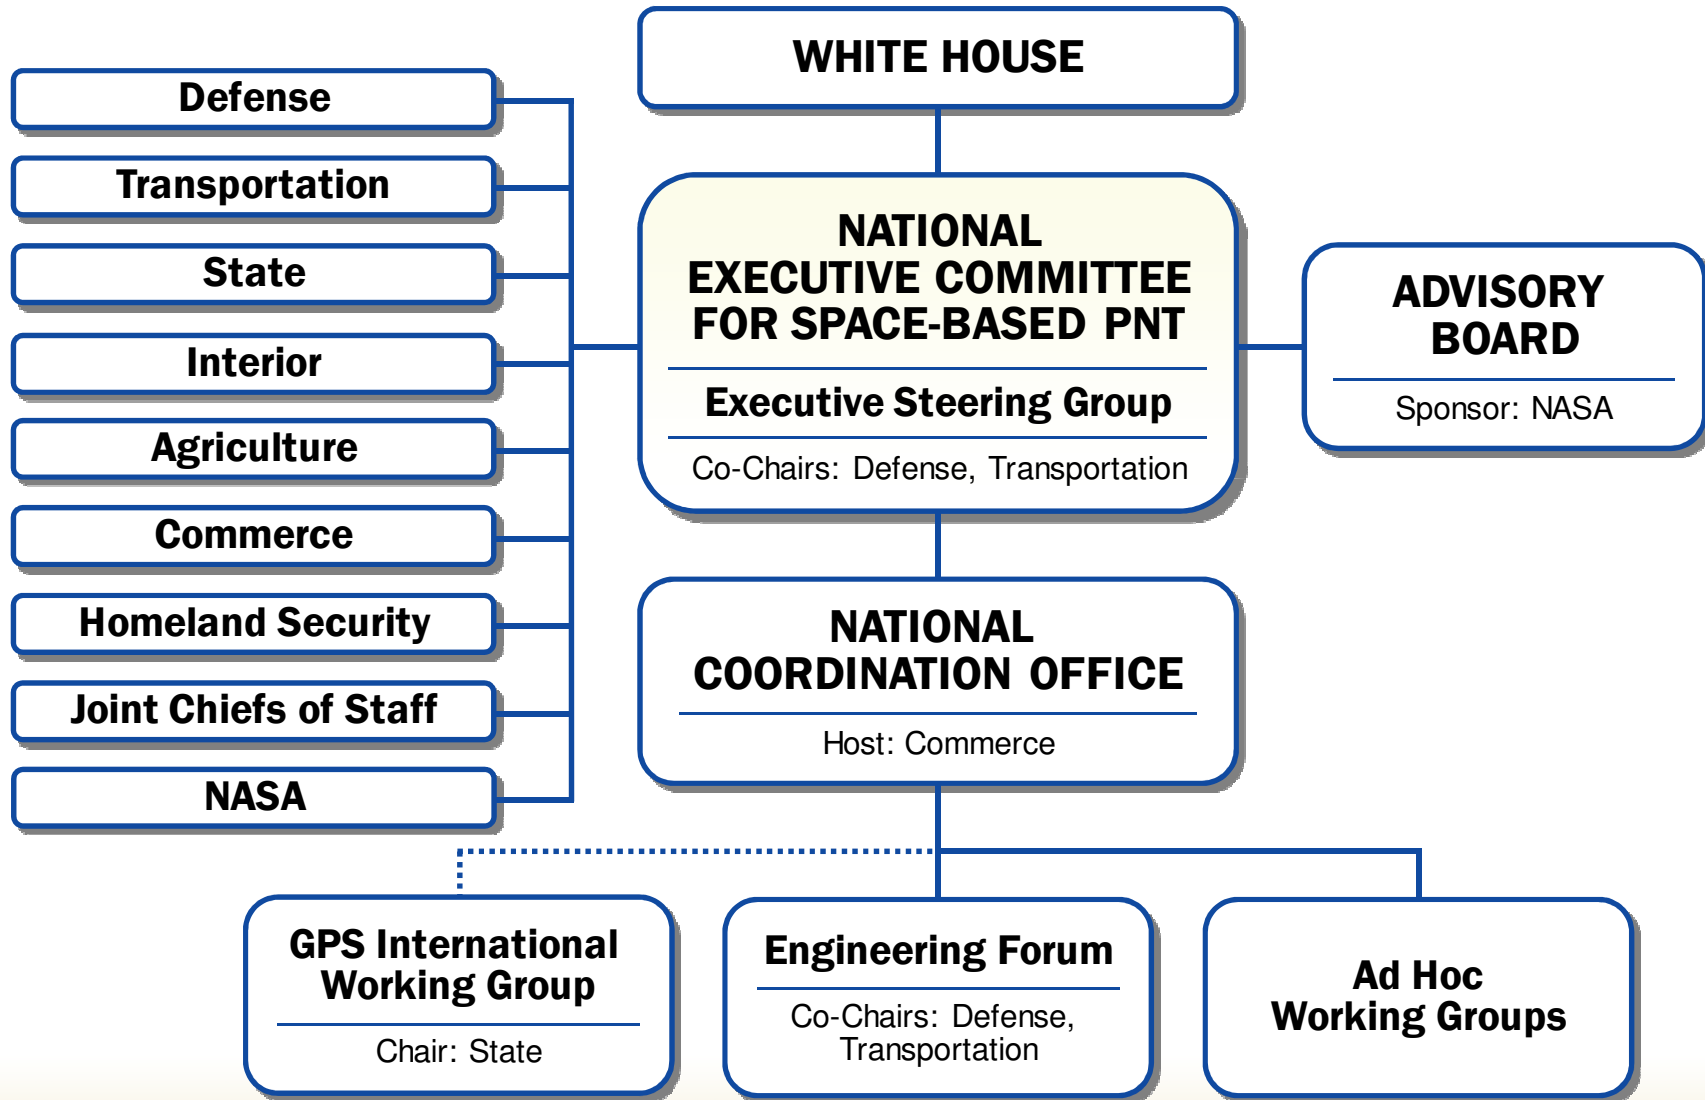 WHITE HOUSE
Defense
Transportation
State
Interior
Agriculture
Commerce
Homeland Security
Joint Chiefs of Staff
NASA
NATIONAL
EXECUTIVE COMMITTEE
FOR SPACE-BASED PNT
Executive Steering Group
Co-Chairs: Defense, Transportation
ADVISORY
BOARD
Sponsor: NASA
NATIONAL
COORDINATION OFFICE
Host: Commerce
GPS International
Working Group
Chair: State
Engineering Forum
Co-Chairs: Defense,
Transportation
Ad Hoc
Working Groups